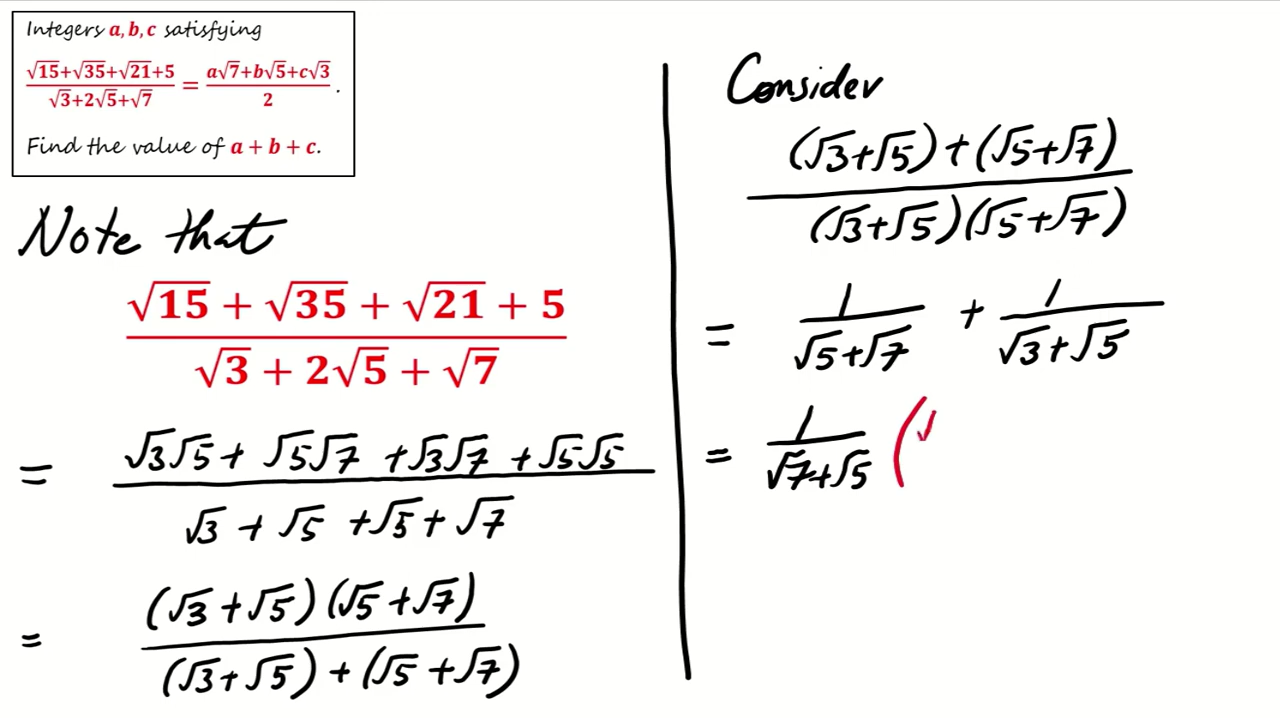 Integers a, b, c satisfying
(√15+√35+√21+5)/(√3+2√5+√7) = (a√7+b√5+c√3)/2 .
Find the value of a + b + c.
Note that
(√15 + √35 + √21 + 5)/(√3 + 2√5 + √7)
= (√3√5 + √5√7 + √3√7 + √5√5)/(√3 + √5 + √5 + √7)
= ((√3 + √5)(√5 + √7))/((√3 + √5) + (√5 + √7))
Consider
((√3+√5) + (√5+√7))/((√3+√5)(√5+√7))
= 1/(√5+√7) + 1/(√3+√5)
= 1/(√7+√5) (√